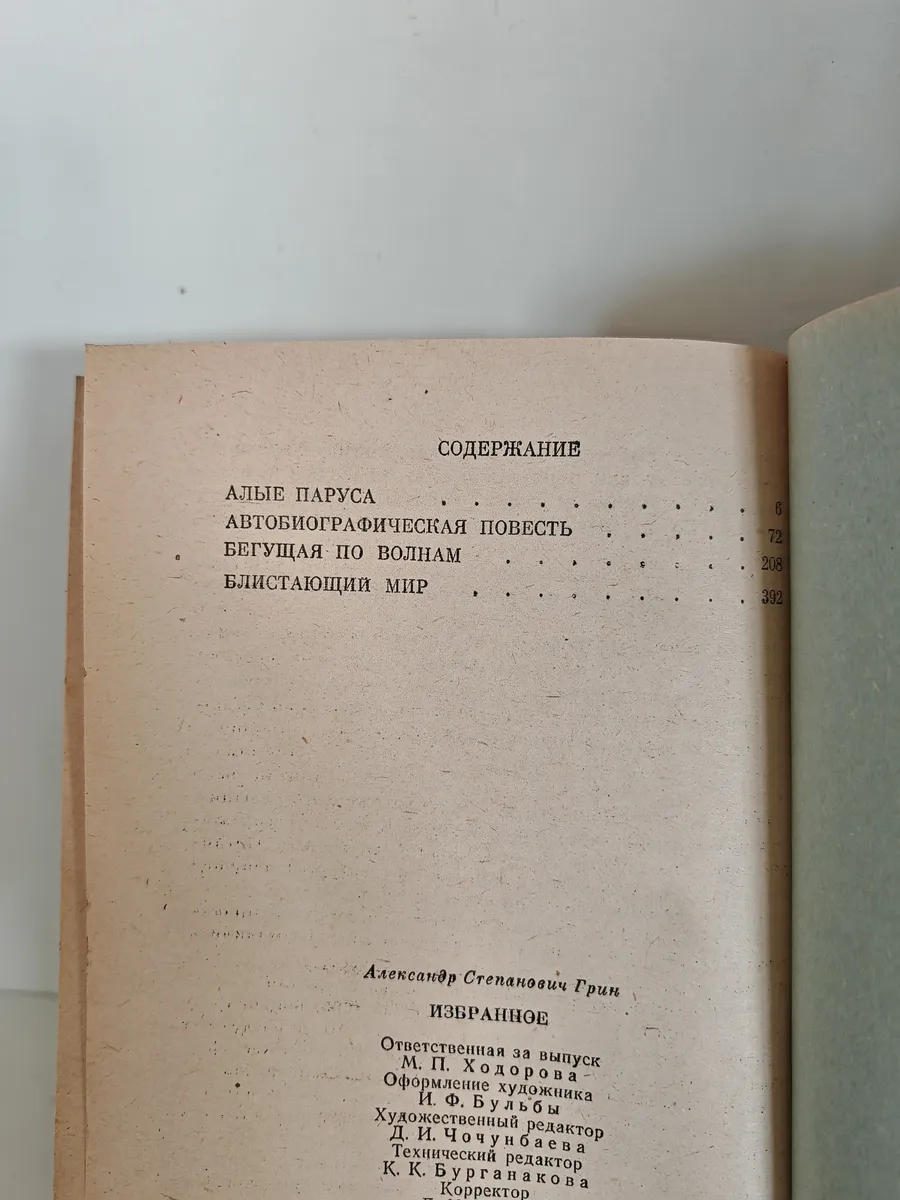 СОДЕРЖАНИЕ
АЛЫЕ ПАРУСА . . . . . . . . . . 6
АВТОБИОГРАФИЧЕСКАЯ ПОВЕСТЬ . . . . . 72
БЕГУЩАЯ ПО ВОЛНАМ . . . . . . . . 208
БЛИСТАЮЩИЙ МИР . . . . . . . . . 392
Александр Степанович Грин
ИЗБРАННОЕ
Ответственная за выпуск
М. П. Ходорова
Оформление художника
И. Ф. Бульбы
Художественный редактор
Д. И. Чочунбаева
Технический редактор
К. К. Бурганакова
Корректор